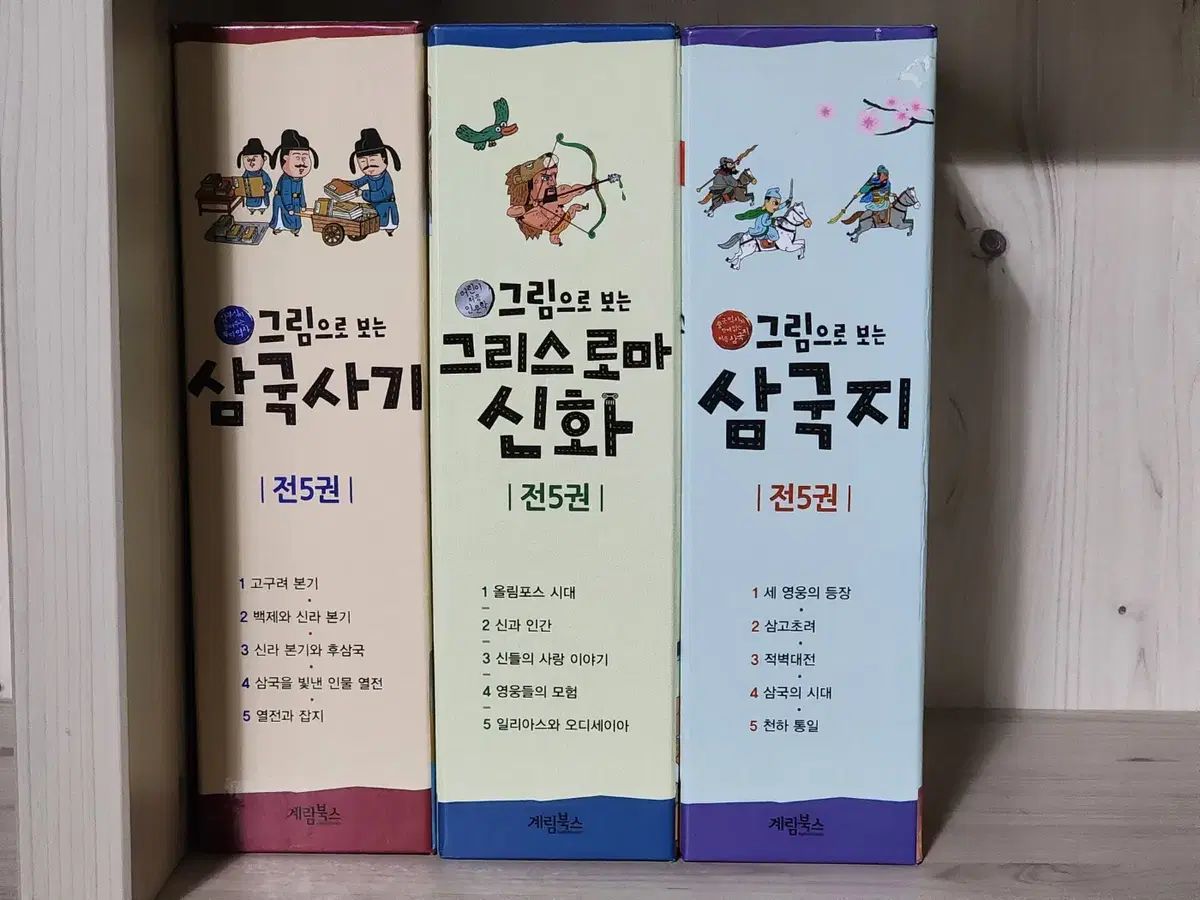 그림으로 보는
삼국사기
전5권
1 고구려 본기
2 백제와 신라 본기
3 신라 본기와 후삼국
4 삼국을 빛낸 인물 열전
5 열전과 잡지
계림북스
어린이
처음
인문학
그림으로 보는
그리스 로마
신화
전5권
1 올림포스 시대
2 신과 인간
3 신들의 사랑 이야기
4 영웅들의 모험
5 일리아스와 오디세이아
계림북스
그림으로 보는
삼국지
전5권
1 세 영웅의 등장
2 삼고초려
3 적벽대전
4 삼국의 시대
5 천하 통일
계림북스